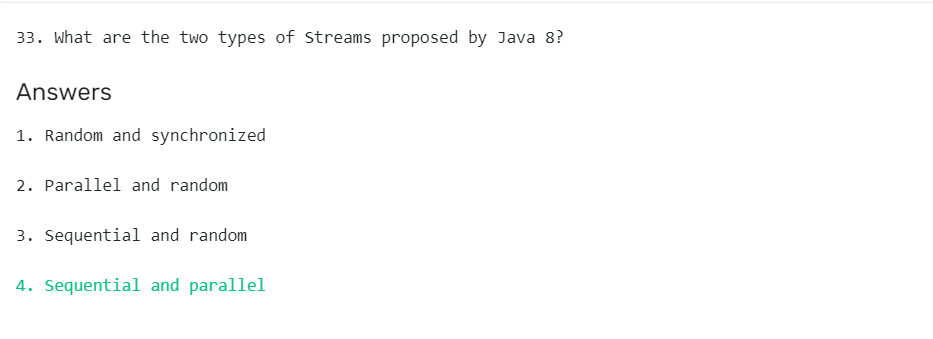 33. What are the two types of Streams proposed by Java 8?
Answers
1. Random and synchronized
2. Parallel and random
3. Sequential and random
4. Sequential and parallel